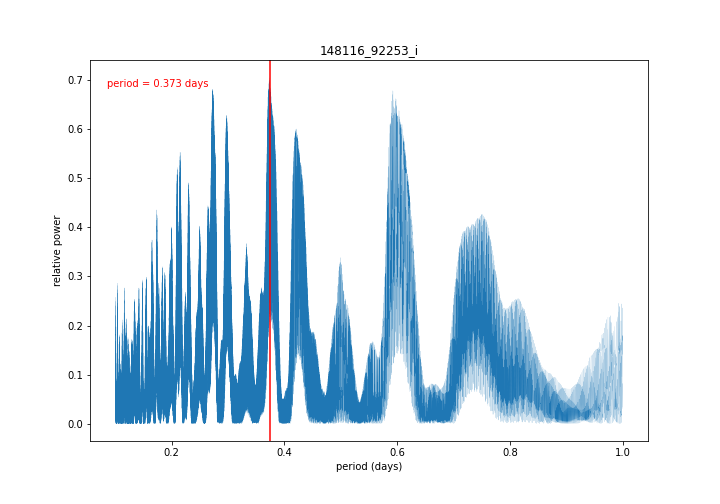 148116_92253_i
period = 0.373 days
relative power
0.7
0.6
0.5
0.4
0.3
0.2
0.1
0.0
0.2 0.4 0.6 0.8 1.0
period (days)